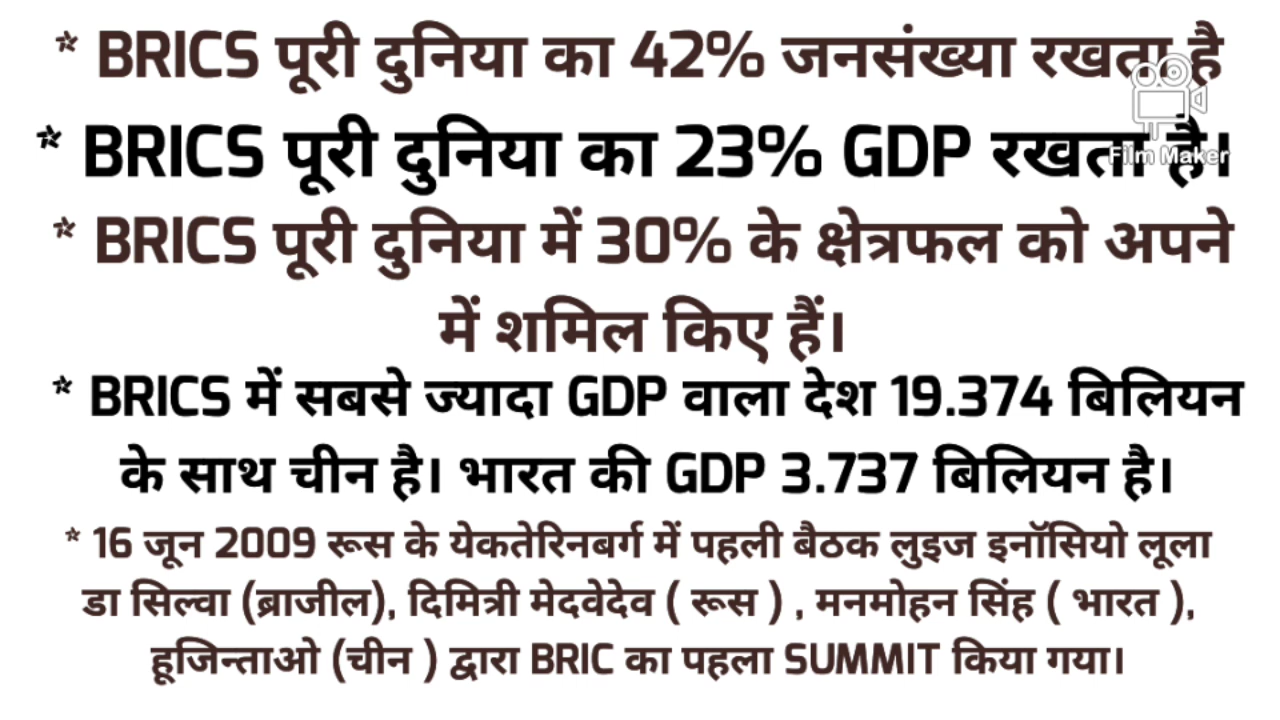 * BRICS पूरी दुनिया का 42% जनसंख्या रखता है
* BRICS पूरी दुनिया का 23% GDP रखता है।
Film Maker
* BRICS पूरी दुनिया में 30% के क्षेत्रफल को अपने
में शमिल किए हैं।
* BRICS में सबसे ज्यादा GDP वाला देश 19.374 बिलियन
के साथ चीन है। भारत की GDP 3.737 बिलियन है।
* 16 जून 2009 रूस के येकतेरिनबर्ग में पहली बैठक लुइज इनॉसियो लूला
डा सिल्वा (ब्राजील), दिमित्री मेदवेदेव ( रूस ) , मनमोहन सिंह ( भारत ),
हूजिन्ताओ (चीन ) द्वारा BRIC का पहला SUMMIT किया गया।